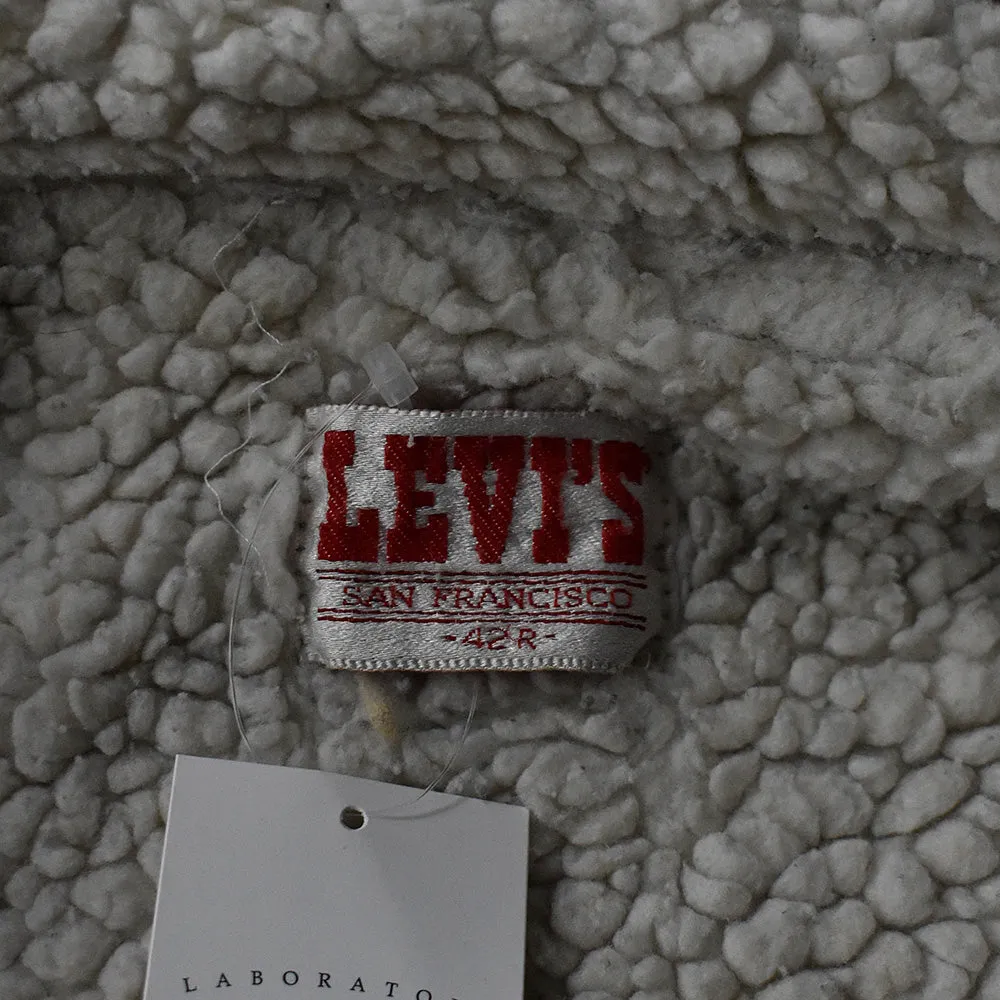 LEVI'S
SAN FRANCISCO
-42R-